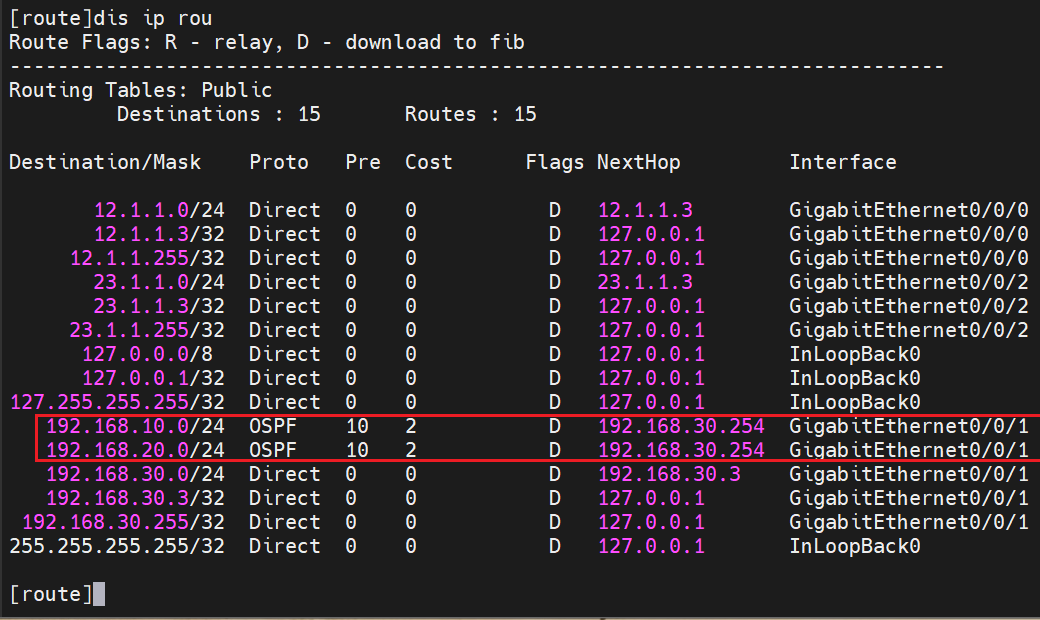 [route]dis ip rou
Route Flags: R - relay, D - download to fib
------------------------------------------------------------------------------
Routing Tables: Public
         Destinations : 15       Routes : 15

Destination/Mask    Proto   Pre  Cost      Flags NextHop         Interface

       12.1.1.0/24  Direct  0    0           D   12.1.1.3        GigabitEthernet0/0/0
       12.1.1.3/32  Direct  0    0           D   127.0.0.1       GigabitEthernet0/0/0
     12.1.1.255/32  Direct  0    0           D   127.0.0.1       GigabitEthernet0/0/0
       23.1.1.0/24  Direct  0    0           D   23.1.1.3        GigabitEthernet0/0/2
       23.1.1.3/32  Direct  0    0           D   127.0.0.1       GigabitEthernet0/0/2
     23.1.1.255/32  Direct  0    0           D   127.0.0.1       GigabitEthernet0/0/2
      127.0.0.0/8   Direct  0    0           D   127.0.0.1       InLoopBack0
      127.0.0.1/32  Direct  0    0           D   127.0.0.1       InLoopBack0
127.255.255.255/32  Direct  0    0           D   127.0.0.1       InLoopBack0
   192.168.10.0/24  OSPF    10   2           D   192.168.30.254  GigabitEthernet0/0/1
   192.168.20.0/24  OSPF    10   2           D   192.168.30.254  GigabitEthernet0/0/1
   192.168.30.0/24  Direct  0    0           D   192.168.30.3    GigabitEthernet0/0/1
   192.168.30.3/32  Direct  0    0           D   127.0.0.1       GigabitEthernet0/0/1
 192.168.30.255/32  Direct  0    0           D   127.0.0.1       GigabitEthernet0/0/1
255.255.255.255/32  Direct  0    0           D   127.0.0.1       InLoopBack0

[route]